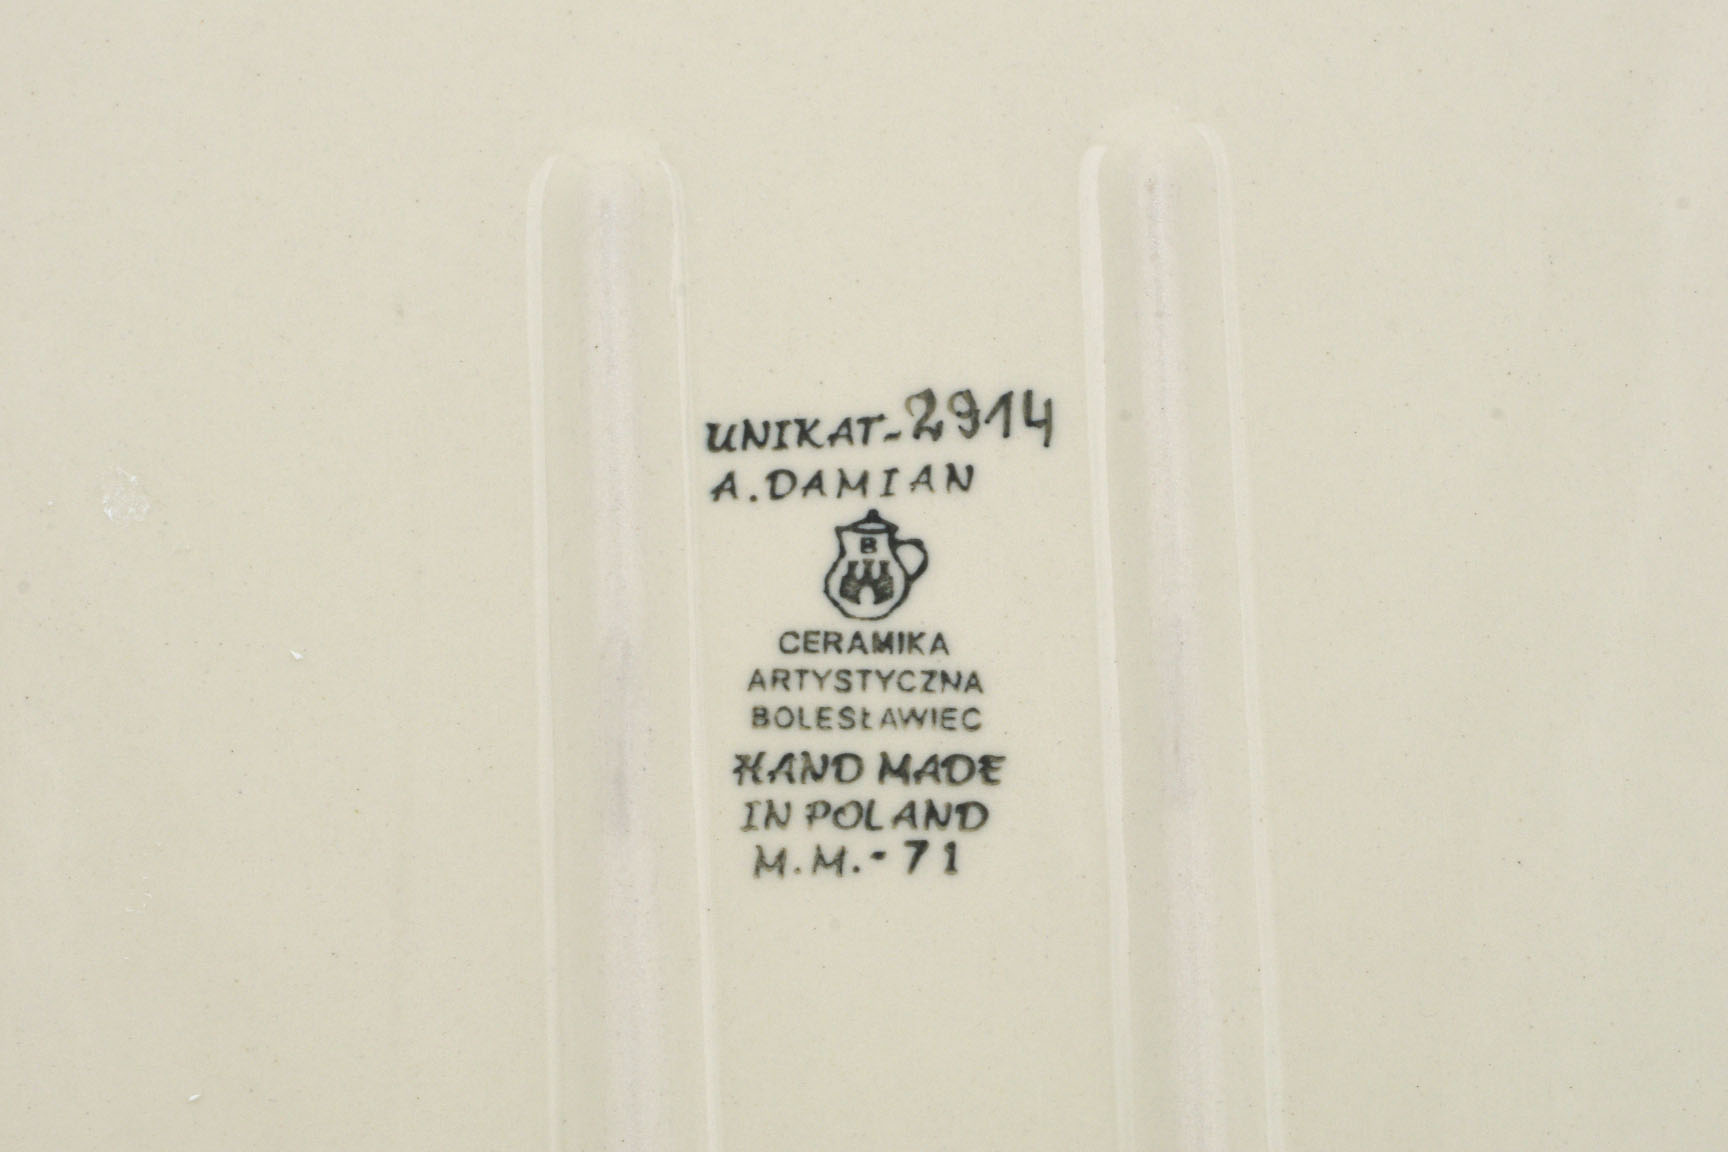 UNIKAT-2914
A.DAMIAN
B
CERAMIKA
ARTYSTYCZNA
BOLESŁAWIEC
HAND MADE
IN POLAND
M.M.-71